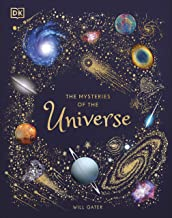 DK
THE MYSTERIES
OF THE
Universe
WILL GATER